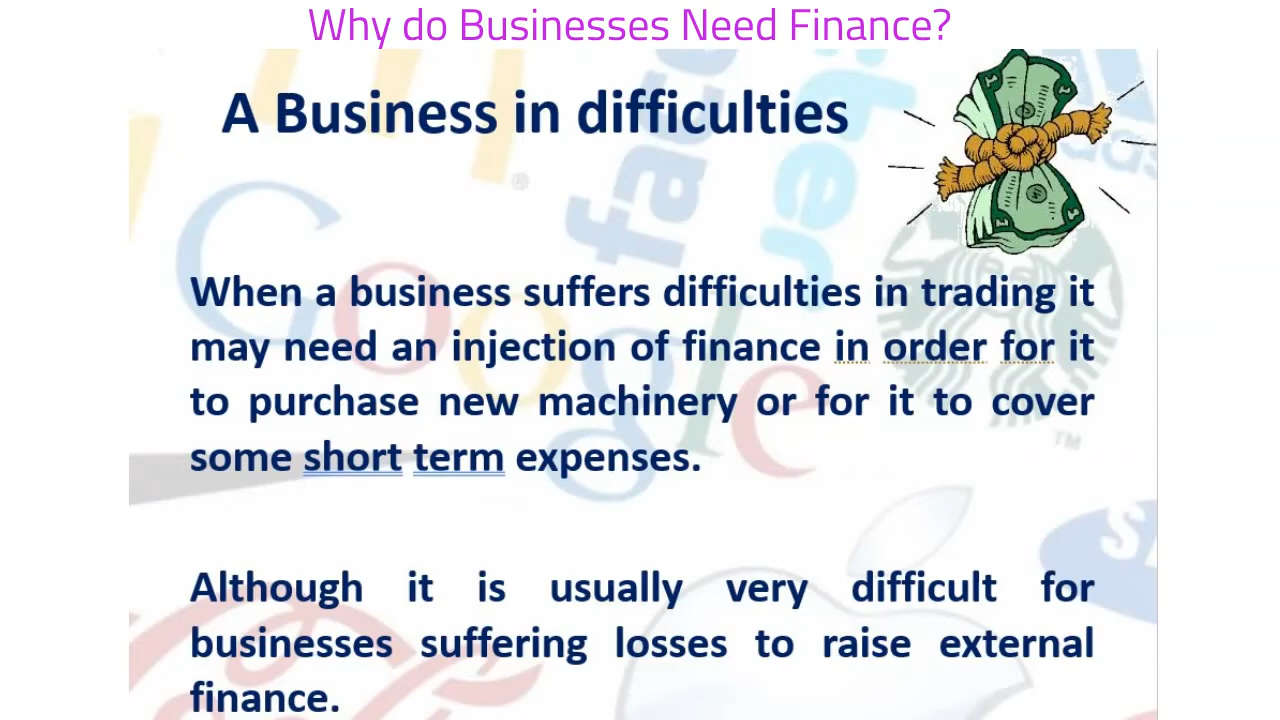 Why do Businesses Need Finance?
A Business in difficulties
When a business suffers difficulties in trading it
may need an injection of finance in order for it
to purchase new machinery or for it to cover
some short term expenses.
Although it is usually very difficult for
businesses suffering losses to raise external
finance.
Google
TM